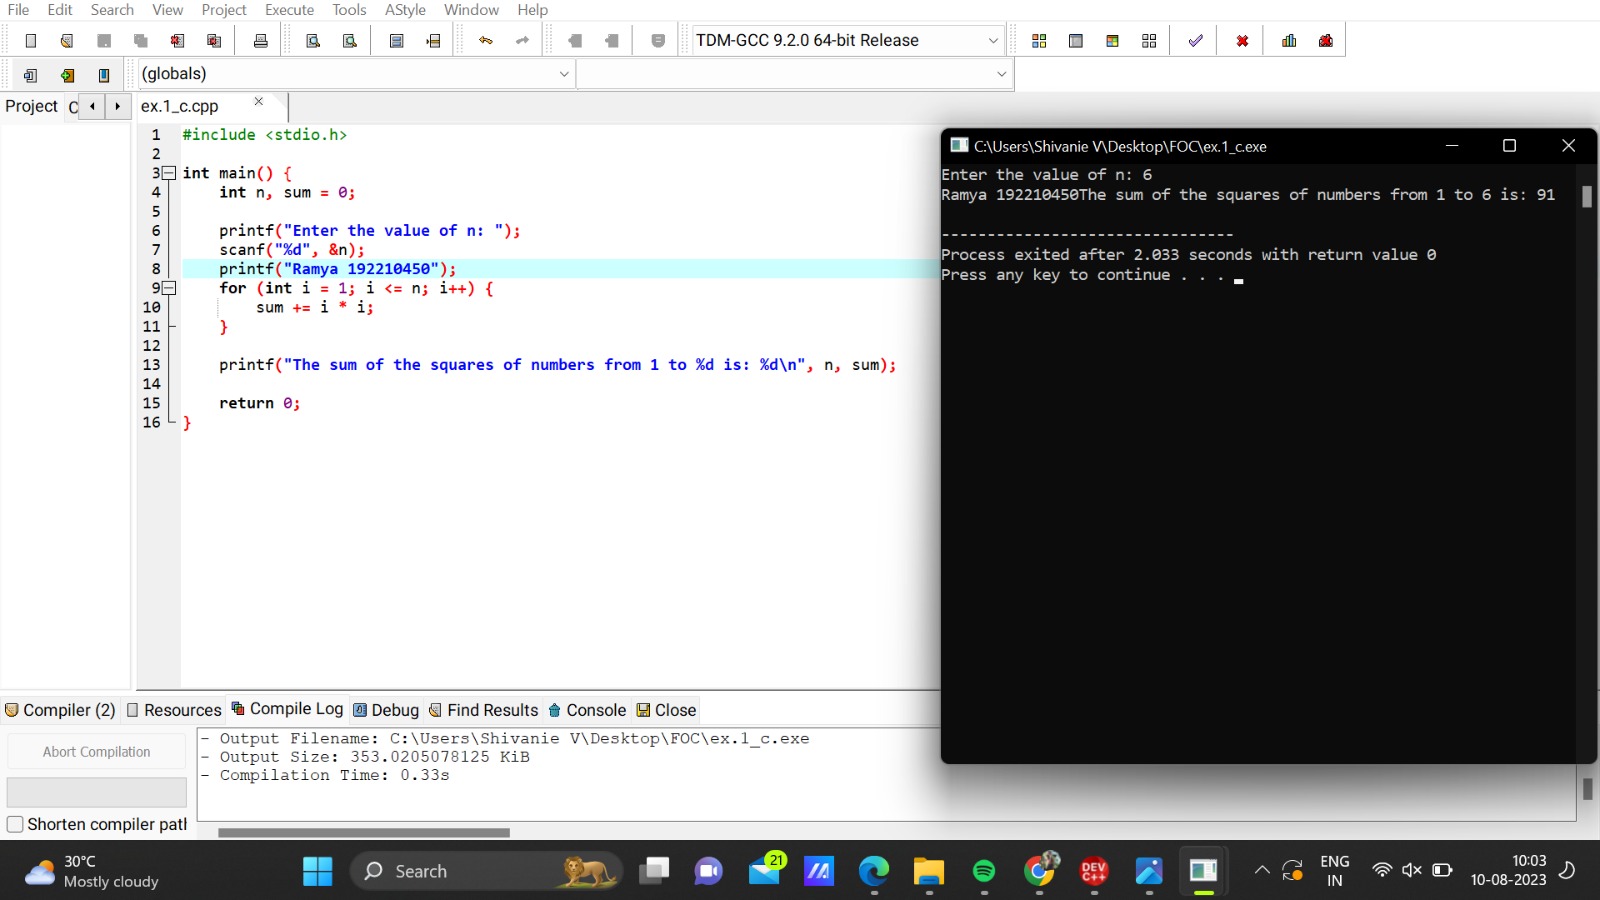 File Edit Search View Project Execute Tools AStyle Window Help
TDM-GCC 9.2.0 64-bit Release
(globals)
Project C ex.1_c.cpp
1 #include <stdio.h>
2
3 int main() {
4 int n, sum = 0;
5
6 printf("Enter the value of n: ");
7 scanf("%d", &n);
8 printf("Ramya 192210450");
9 for (int i = 1; i <= n; i++) {
10 sum += i * i;
11 }
12
13 printf("The sum of the squares of numbers from 1 to %d is: %d\n", n, sum);
14
15 return 0;
16 }
C:\Users\Shivanie V\Desktop\FOC\ex.1_c.exe
Enter the value of n: 6
Ramya 192210450The sum of the squares of numbers from 1 to 6 is: 91
--------------------------------
Process exited after 2.033 seconds with return value 0
Press any key to continue . . .
Compiler (2) Resources Compile Log Debug Find Results Console Close
Abort Compilation
Shorten compiler path
- Output Filename: C:\Users\Shivanie V\Desktop\FOC\ex.1_c.exe
- Output Size: 353.0205078125 KiB
- Compilation Time: 0.33s
30°C
Mostly cloudy
Search
21
DEV
C++
ENG
IN
10:03
10-08-2023